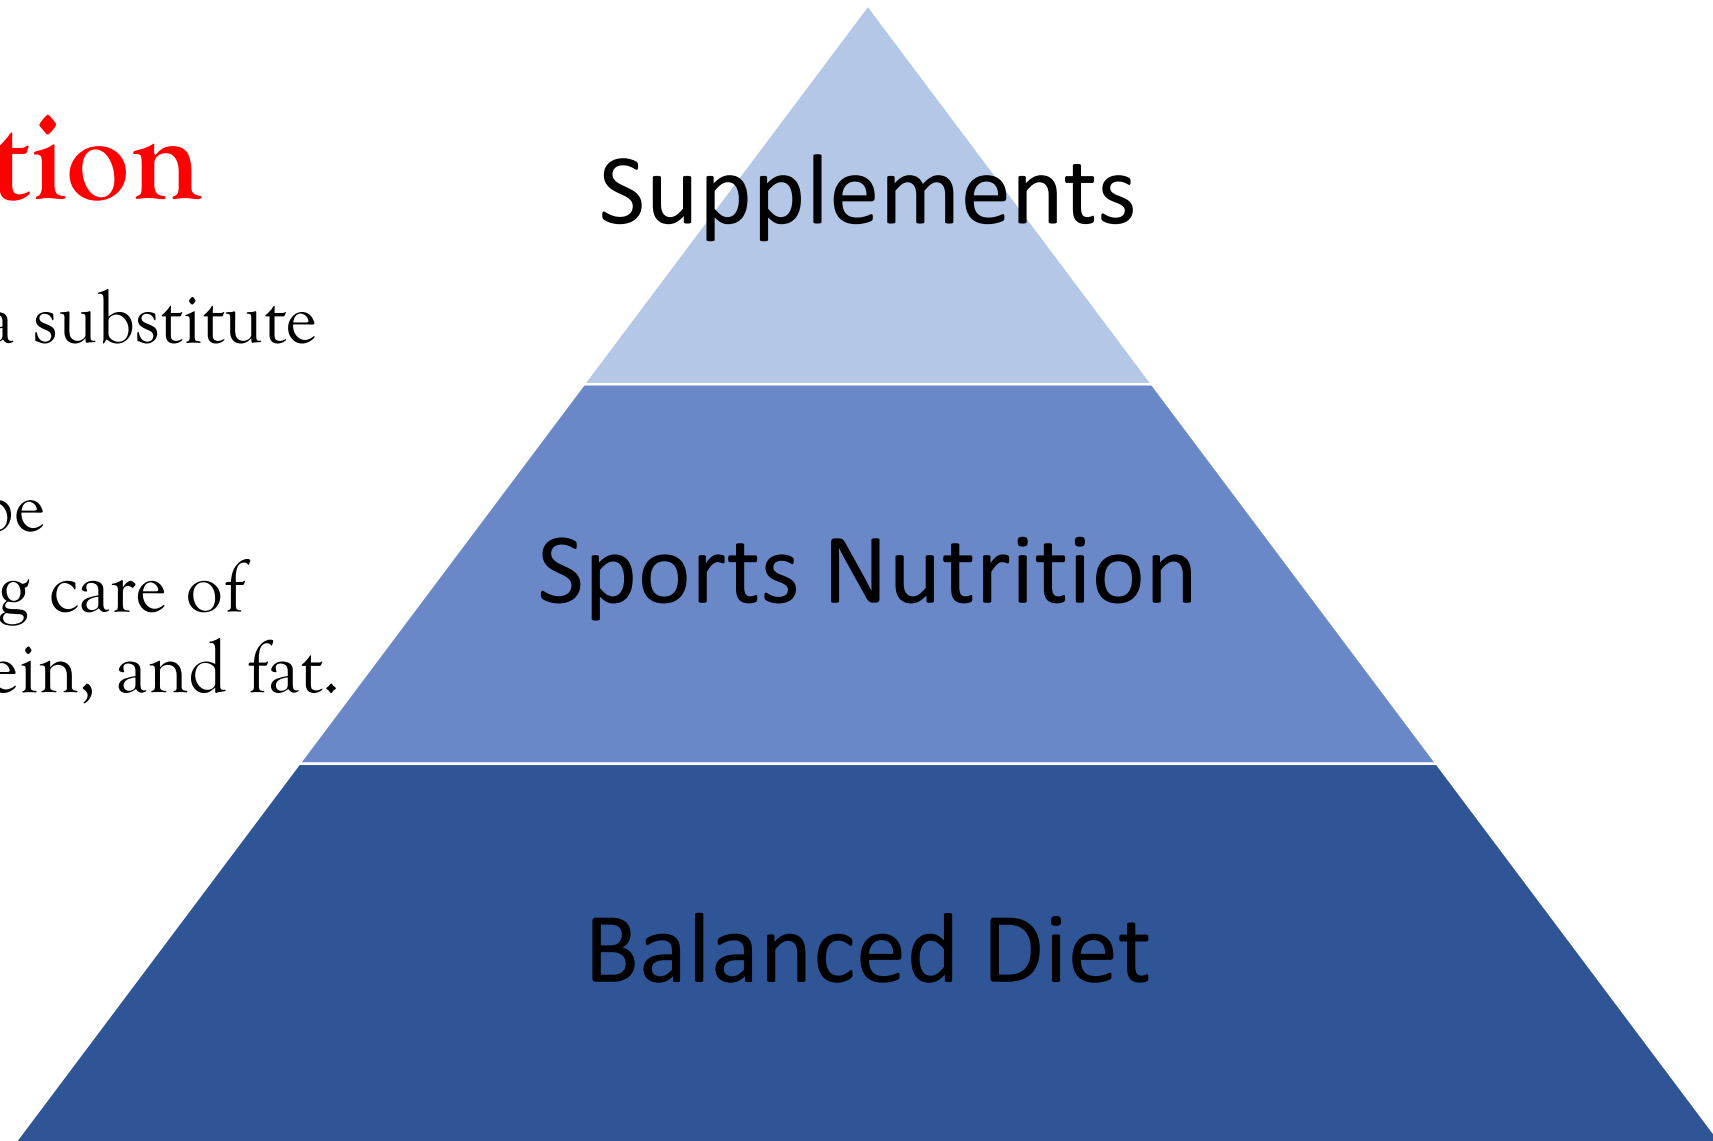 tion
a substitute
be
g care of
ein, and fat.
Supplements
Sports Nutrition
Balanced Diet